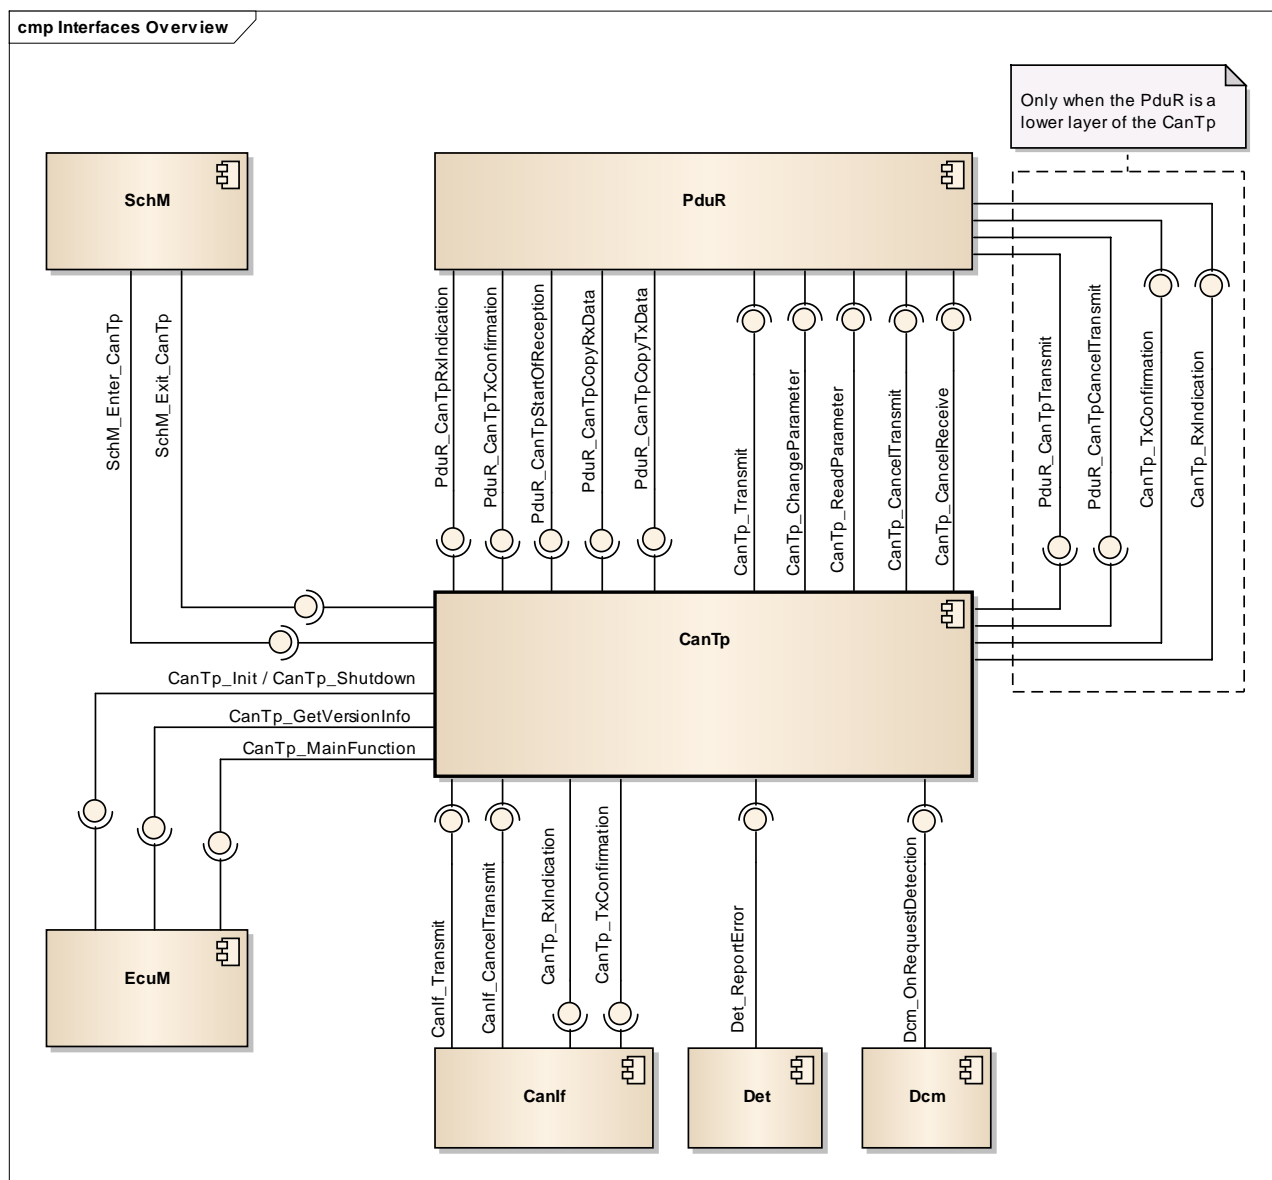 cmp Interfaces Overview
Only when the PduR is a
lower layer of the CanTp
SchM
PduR
SchM_Enter_CanTp
SchM_Exit_CanTp
PduR_CanTpRxIndication
PduR_CanTpTxConfirmation
PduR_CanTpStartOfReception
PduR_CanTpCopyRxData
PduR_CanTpCopyTxData
CanTp_Transmit
CanTp_ChangeParameter
CanTp_ReadParameter
CanTp_CancelTransmit
CanTp_CancelReceive
PduR_CanTpTransmit
PduR_CanTpCancelTransmit
CanTp_TxConfirmation
CanTp_RxIndication
CanTp
CanTp_Init / CanTp_Shutdown
CanTp_GetVersionInfo
CanTp_MainFunction
CanIf_Transmit
CanIf_CancelTransmit
CanTp_RxIndication
CanTp_TxConfirmation
Det_ReportError
Dcm_OnRequestDetection
EcuM
CanIf
Det
Dcm